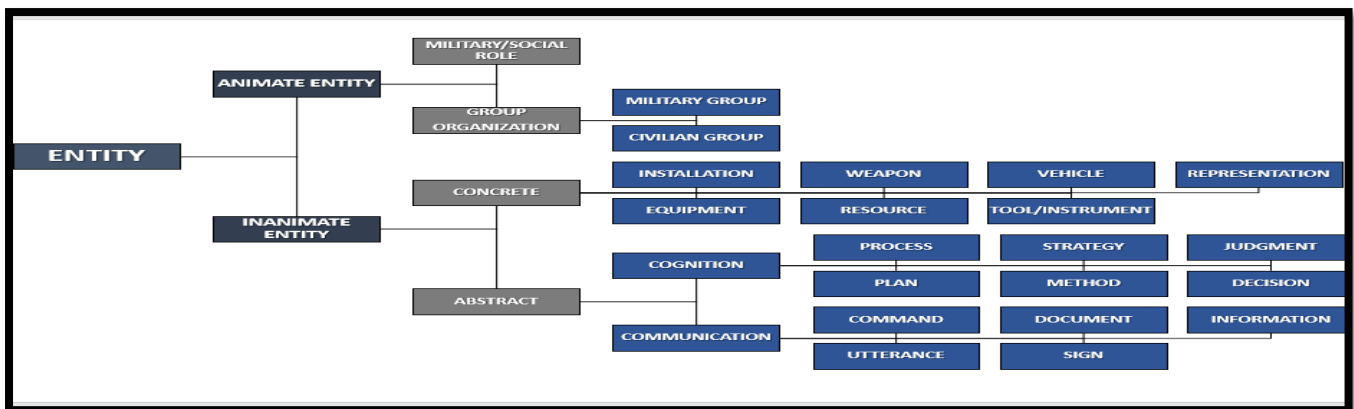 MILITARY/SOCIAL
ROLE
ANIMATE ENTITY
GROUP
ORGANIZATION
MILITARY GROUP
CIVILIAN GROUP
ENTITY
INANIMATE
ENTITY
CONCRETE
INSTALLATION
WEAPON
VEHICLE
REPRESENTATION
EQUIPMENT
RESOURCE
TOOL/INSTRUMENT
ABSTRACT
COGNITION
PROCESS
STRATEGY
JUDGMENT
PLAN
METHOD
DECISION
COMMUNICATION
COMMAND
DOCUMENT
INFORMATION
UTTERANCE
SIGN